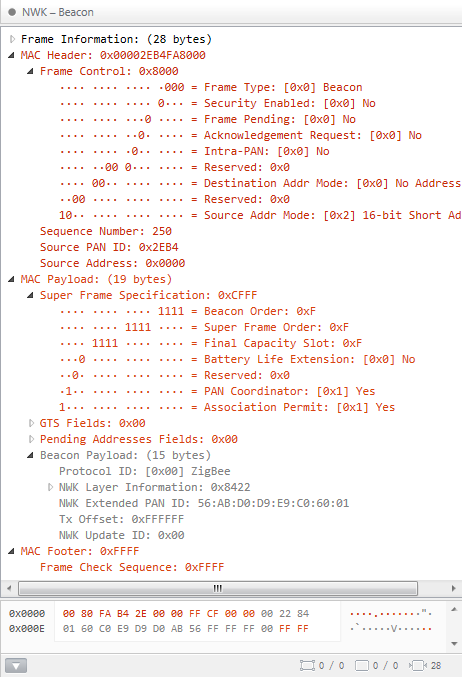 NWK – Beacon
Frame Information: (28 bytes)
MAC Header: 0x00002EB4FA8000
Frame Control: 0x8000
···· ···· ···· ·000 = Frame Type: [0x0] Beacon
···· ···· ···· 0··· = Security Enabled: [0x0] No
···· ···· ···0 ···· = Frame Pending: [0x0] No
···· ···· ··0· ···· = Acknowledgement Request: [0x0] No
···· ···· ·0·· ···· = Intra-PAN: [0x0] No
···· ··00 0··· ···· = Reserved: 0x0
···· 00·· ···· ···· = Destination Addr Mode: [0x0] No Address
··00 ···· ···· ···· = Reserved: 0x0
10·· ···· ···· ···· = Source Addr Mode: [0x2] 16-bit Short Ad
Sequence Number: 250
Source PAN ID: 0x2EB4
Source Address: 0x0000
MAC Payload: (19 bytes)
Super Frame Specification: 0xCFFF
···· ···· ···· 1111 = Beacon Order: 0xF
···· ···· 1111 ···· = Super Frame Order: 0xF
···· 1111 ···· ···· = Final Capacity Slot: 0xF
···0 ···· ···· ···· = Battery Life Extension: [0x0] No
··0· ···· ···· ···· = Reserved: 0x0
·1·· ···· ···· ···· = PAN Coordinator: [0x1] Yes
1··· ···· ···· ···· = Association Permit: [0x1] Yes
GTS Fields: 0x00
Pending Addresses Fields: 0x00
Beacon Payload: (15 bytes)
Protocol ID: [0x00] ZigBee
NWK Layer Information: 0x8422
NWK Extended PAN ID: 56:AB:D0:D9:E9:C0:60:01
Tx Offset: 0xFFFFFF
NWK Update ID: 0x00
MAC Footer: 0xFFFF
Frame Check Sequence: 0xFFFF
0x0000 00 80 FA B4 2E 00 00 FF CF 00 00 00 22 84 ····.·······"·
0x000E 01 60 C0 E9 D9 D0 AB 56 FF FF FF 00 FF FF ·`·····V······
0 / 0 0 / 0 28